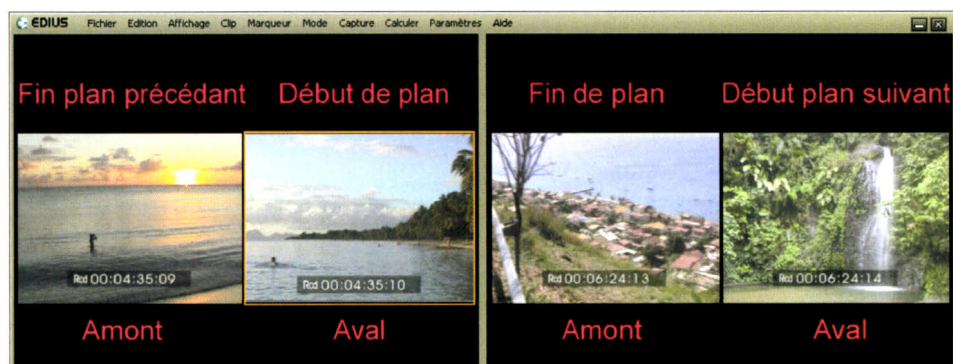 EDIUS Fichier Edition Affichage Clip Marqueur Mode Capture Calculer Paramètres Aide
Fin plan précédant Début de plan Fin de plan Début plan suivant
Rcd 00:04:35:09 Rcd 00:04:35:10 Rcd 00:06:24:13 Rcd 00:06:24:14
Amont Aval Amont Aval